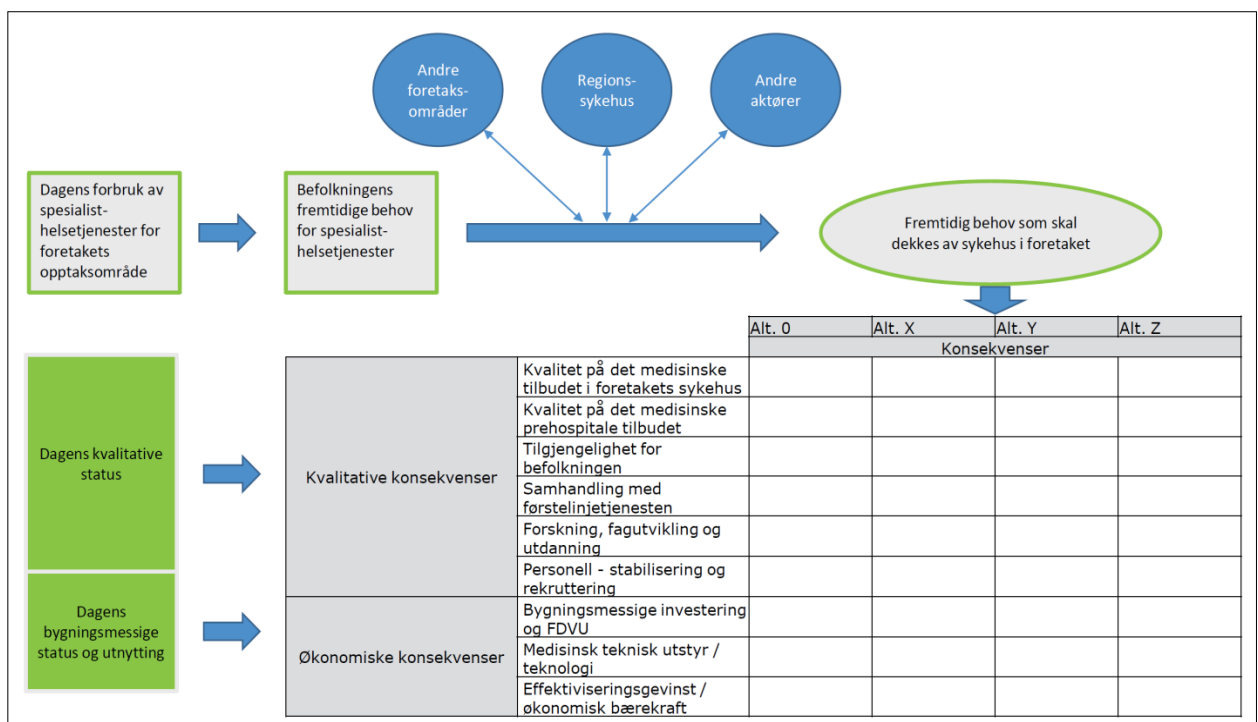 Andre
foretaks-
områder
Regions-
sykehus
Andre
aktører
Dagens forbruk av
spesialist-
helsetjenester for
foretakets
opptaksområde
Befolkningens
fremtidige behov
for spesialist-
helsetjenester
Fremtidig behov som skal
dekkes av sykehus i foretaket
Alt. 0 Alt. X Alt. Y Alt. Z
Konsekvenser
Dagens kvalitative
status
Kvalitative konsekvenser
Kvalitet på det medisinske
tilbudet i foretakets sykehus
Kvalitet på det medisinske
prehospitale tilbudet
Tilgjengelighet for
befolkningen
Samhandling med
førstelinjetjenesten
Forskning, fagutvikling og
utdanning
Personell - stabilisering og
rekruttering
Dagens
bygningsmessige
status og utnytting
Økonomiske konsekvenser
Bygningsmessige investering
og FDVU
Medisinsk teknisk utstyr /
teknologi
Effektiviseringsgevinst /
økonomisk bærekraft